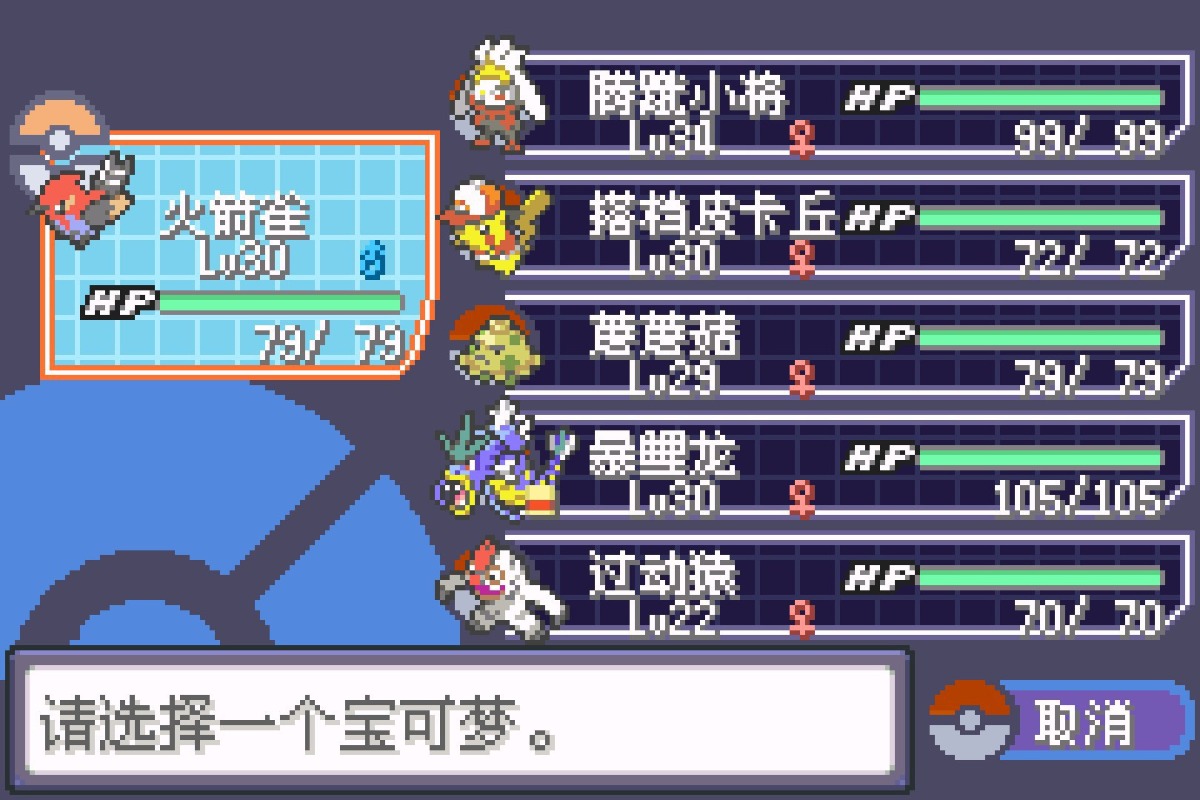 火箭雀
Lv30 ♂
HP
79/ 79
腾蹴小将 HP
Lv34 ♀ 99/ 99
搭档皮卡丘 HP
Lv30 ♀ 72/ 72
蘑蘑菇 HP
Lv29 ♀ 79/ 79
暴鲤龙 HP
Lv30 ♀ 105/105
过动猿 HP
Lv22 ♀ 70/ 70
请选择一个宝可梦。
取消